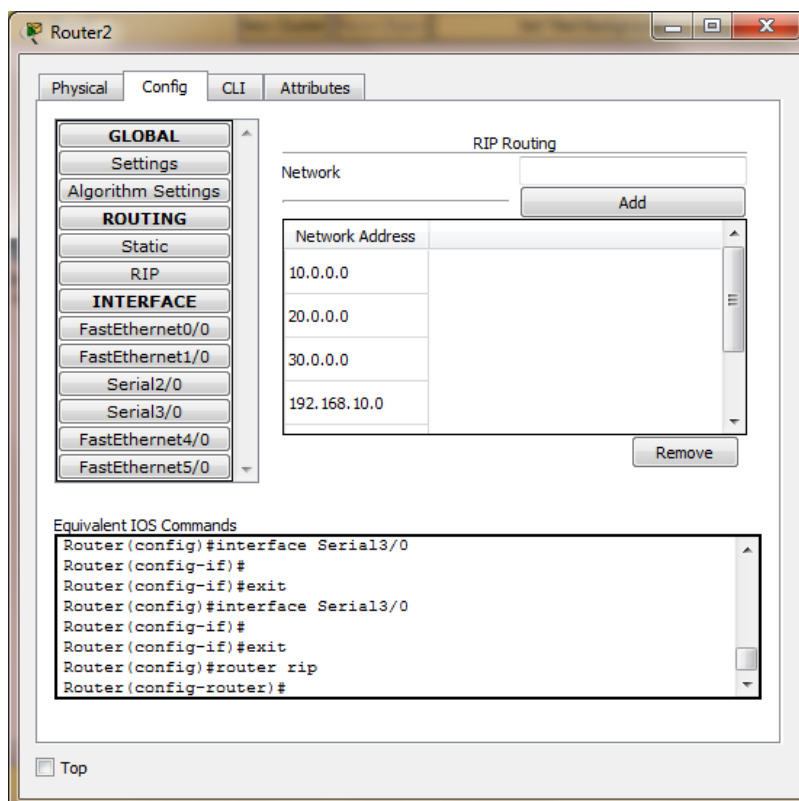 Router2
Physical Config CLI Attributes
GLOBAL
Settings
Algorithm Settings
ROUTING
Static
RIP
INTERFACE
FastEthernet0/0
FastEthernet1/0
Serial2/0
Serial3/0
FastEthernet4/0
FastEthernet5/0
RIP Routing
Network
Add
Network Address
10.0.0.0
20.0.0.0
30.0.0.0
192.168.10.0
Remove
Equivalent IOS Commands
Router(config)#interface Serial3/0
Router(config-if)#
Router(config-if)#exit
Router(config)#interface Serial3/0
Router(config-if)#
Router(config-if)#exit
Router(config)#router rip
Router(config-router)#
Top